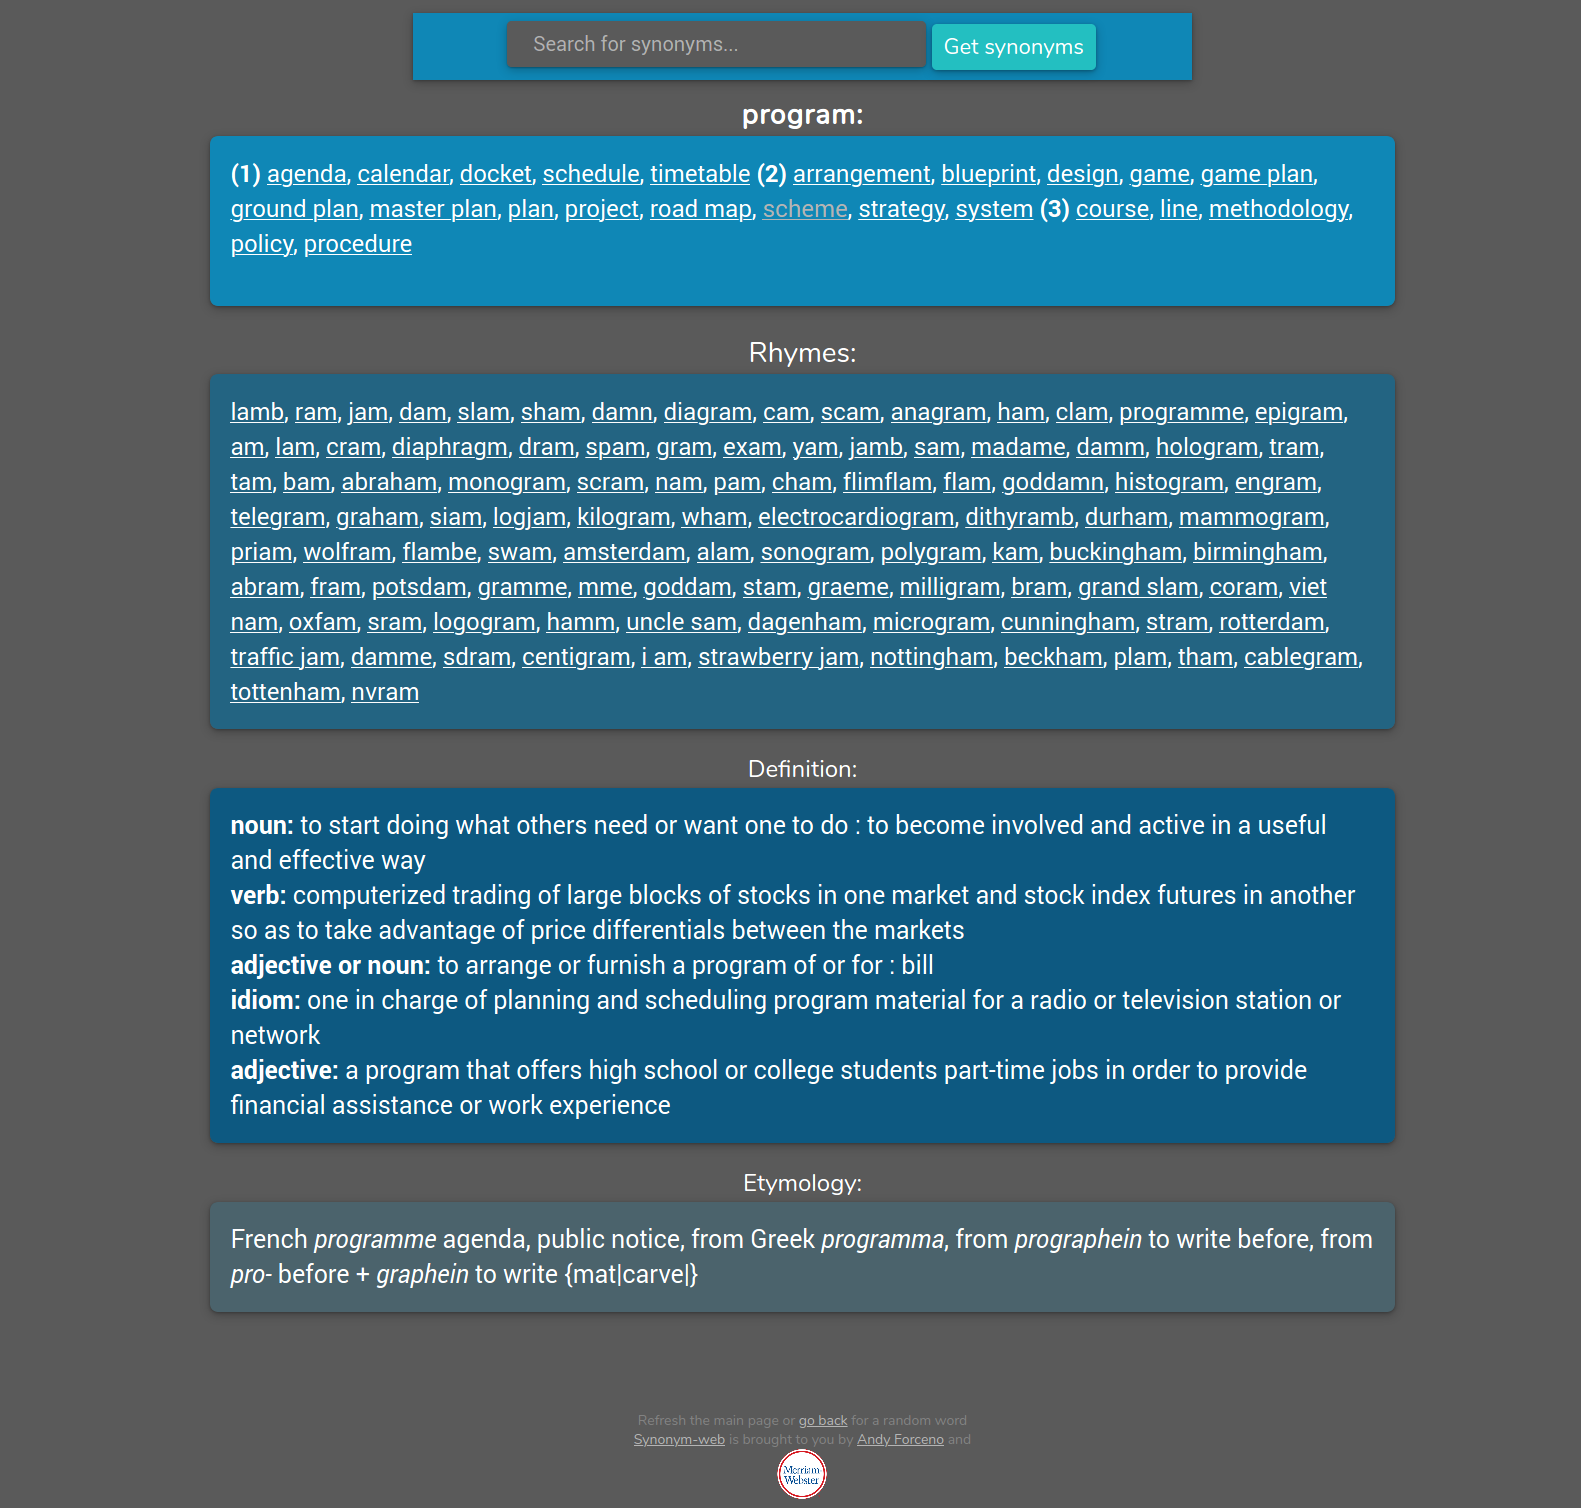 Search for synonyms...
Get synonyms
program:
(1) agenda, calendar, docket, schedule, timetable (2) arrangement, blueprint, design, game, game plan,
ground plan, master plan, plan, project, road map, scheme, strategy, system (3) course, line, methodology,
policy, procedure
Rhymes:
lamb, ram, jam, dam, slam, sham, damn, diagram, cam, scam, anagram, ham, clam, programme, epigram,
am, lam, cram, diaphragm, dram, spam, gram, exam, yam, jamb, sam, madame, damm, hologram, tram,
tam, bam, abraham, monogram, scram, nam, pam, cham, flimflam, flam, goddamn, histogram, engram,
telegram, graham, siam, logjam, kilogram, wham, electrocardiogram, dithyramb, durham, mammogram,
priam, wolfram, flambe, swam, amsterdam, alam, sonogram, polygram, kam, buckingham, birmingham,
abram, fram, potsdam, gramme, mme, goddam, stam, graeme, milligram, bram, grand slam, coram, viet
nam, oxfam, sram, logogram, hamm, uncle sam, dagenham, microgram, cunningham, stram, rotterdam,
traffic jam, damme, sdram, centigram, i am, strawberry jam, nottingham, beckham, plam, tham, cablegram,
tottenham, nvram
Definition:
noun: to start doing what others need or want one to do : to become involved and active in a useful
and effective way
verb: computerized trading of large blocks of stocks in one market and stock index futures in another
so as to take advantage of price differentials between the markets
adjective or noun: to arrange or furnish a program of or for : bill
idiom: one in charge of planning and scheduling program material for a radio or television station or
network
adjective: a program that offers high school or college students part-time jobs in order to provide
financial assistance or work experience
Etymology:
French programme agenda, public notice, from Greek programma, from prographein to write before, from
pro- before + graphein to write {mat|carve|}
Refresh the main page or go back for a random word
Synonym-web is brought to you by Andy Forceno and
Merriam
Webster